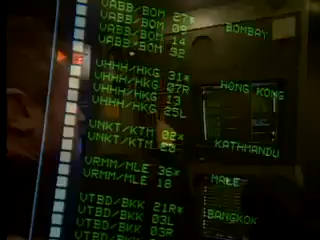 VABB/BOM 27*
VABB/BOM 09
VABB/BOM 14
VABB/BOM 32
BOMBAY
VHHH/HKG 31*
VHHH/HKG 07R
VHHH/HKG 13
VHHH/HKG 25L
HONG KONG
VNKT/KTM 02*
VNKT/KTM 20
KATHMANDU
VRMM/MLE 36*
VRMM/MLE 18
MALE
VTBD/BKK 21R*
VTBD/BKK 03L
VTBD/BKK 03R
BANGKOK